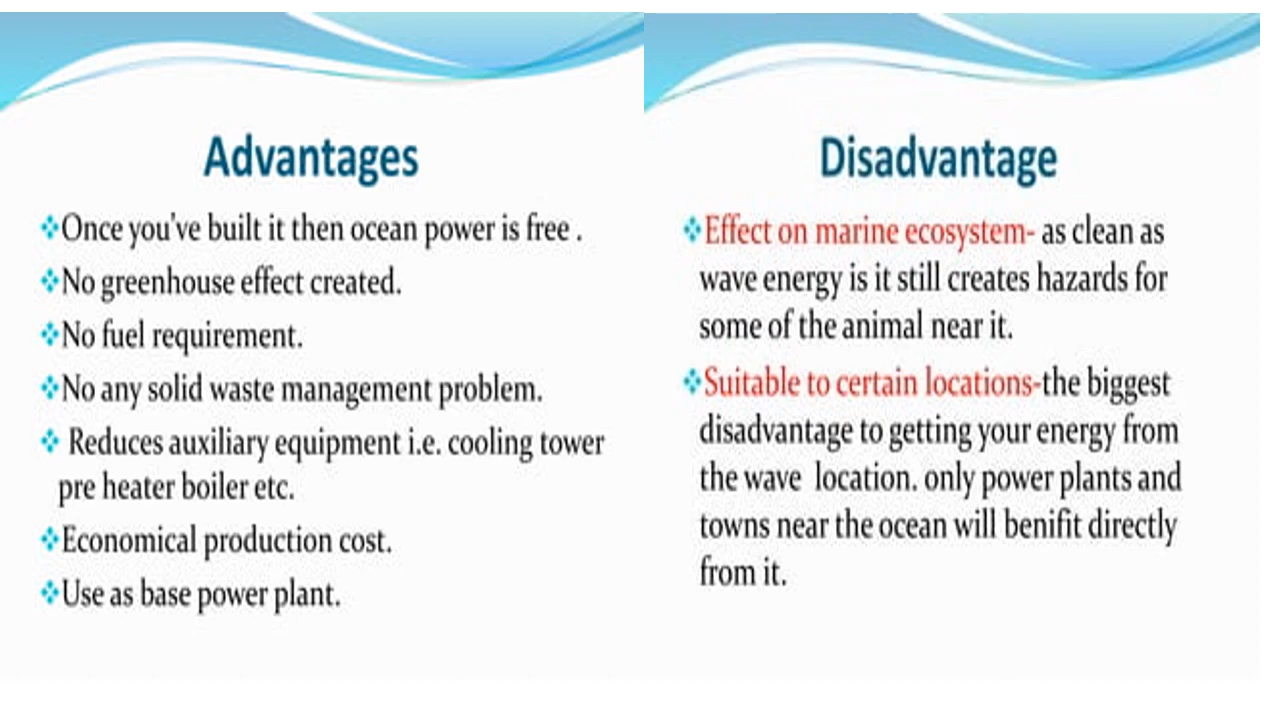 Advantages
Once you've built it then ocean power is free .
No greenhouse effect created.
No fuel requirement.
No any solid waste management problem.
Reduces auxiliary equipment i.e. cooling tower
pre heater boiler etc.
Economical production cost.
Use as base power plant.
Disadvantage
Effect on marine ecosystem- as clean as
wave energy is it still creates hazards for
some of the animal near it.
Suitable to certain locations-the biggest
disadvantage to getting your energy from
the wave location. only power plants and
towns near the ocean will benifit directly
from it.